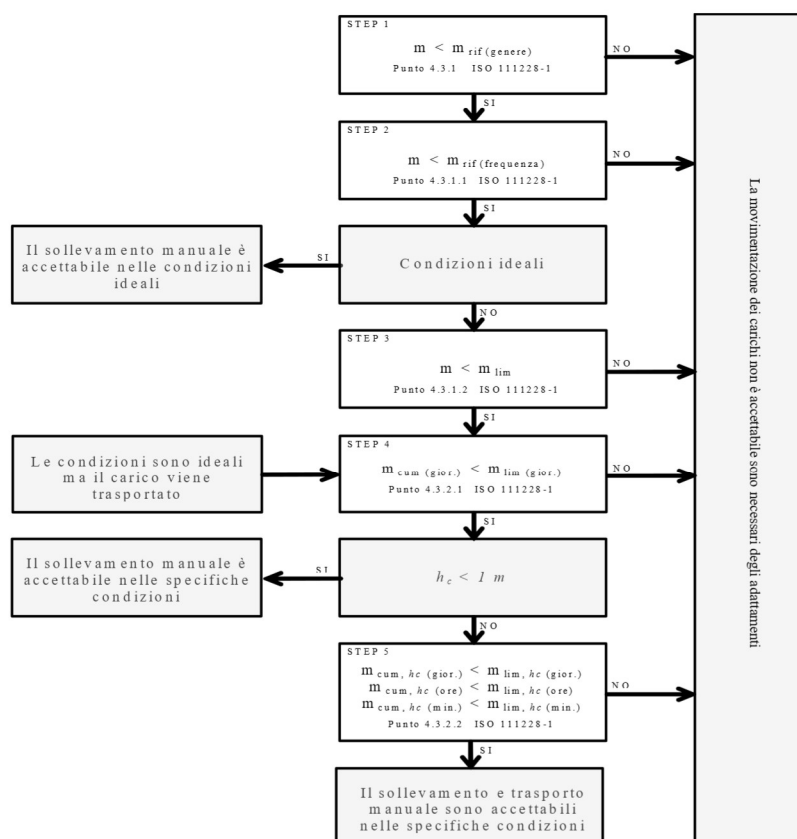 STEP 1
m < m rif (genere)
Punto 4.3.1 ISO 111228-1
NO
SI
STEP 2
m < m rif (frequenza)
Punto 4.3.1.1 ISO 111228-1
NO
SI
Il sollevamento manuale è
accettabile nelle condizioni
ideali
SI
Condizioni ideali
NO
STEP 3
m < m lim
Punto 4.3.1.2 ISO 111228-1
NO
SI
Le condizioni sono ideali
ma il carico viene
trasportato
STEP 4
m cum (gior.) < m lim (gior.)
Punto 4.3.2.1 ISO 111228-1
NO
SI
Il sollevamento manuale è
accettabile nelle specifiche
condizioni
SI
h c < 1 m
NO
STEP 5
m cum, hc (gior.) < m lim, hc (gior.)
m cum, hc (ore) < m lim, hc (ore)
m cum, hc (min.) < m lim, hc (min.)
Punto 4.3.2.2 ISO 111228-1
NO
SI
Il sollevamento e trasporto
manuale sono accettabili
nelle specifiche condizioni
La movimentazione dei carichi non è accettabile sono necessari degli adattamenti